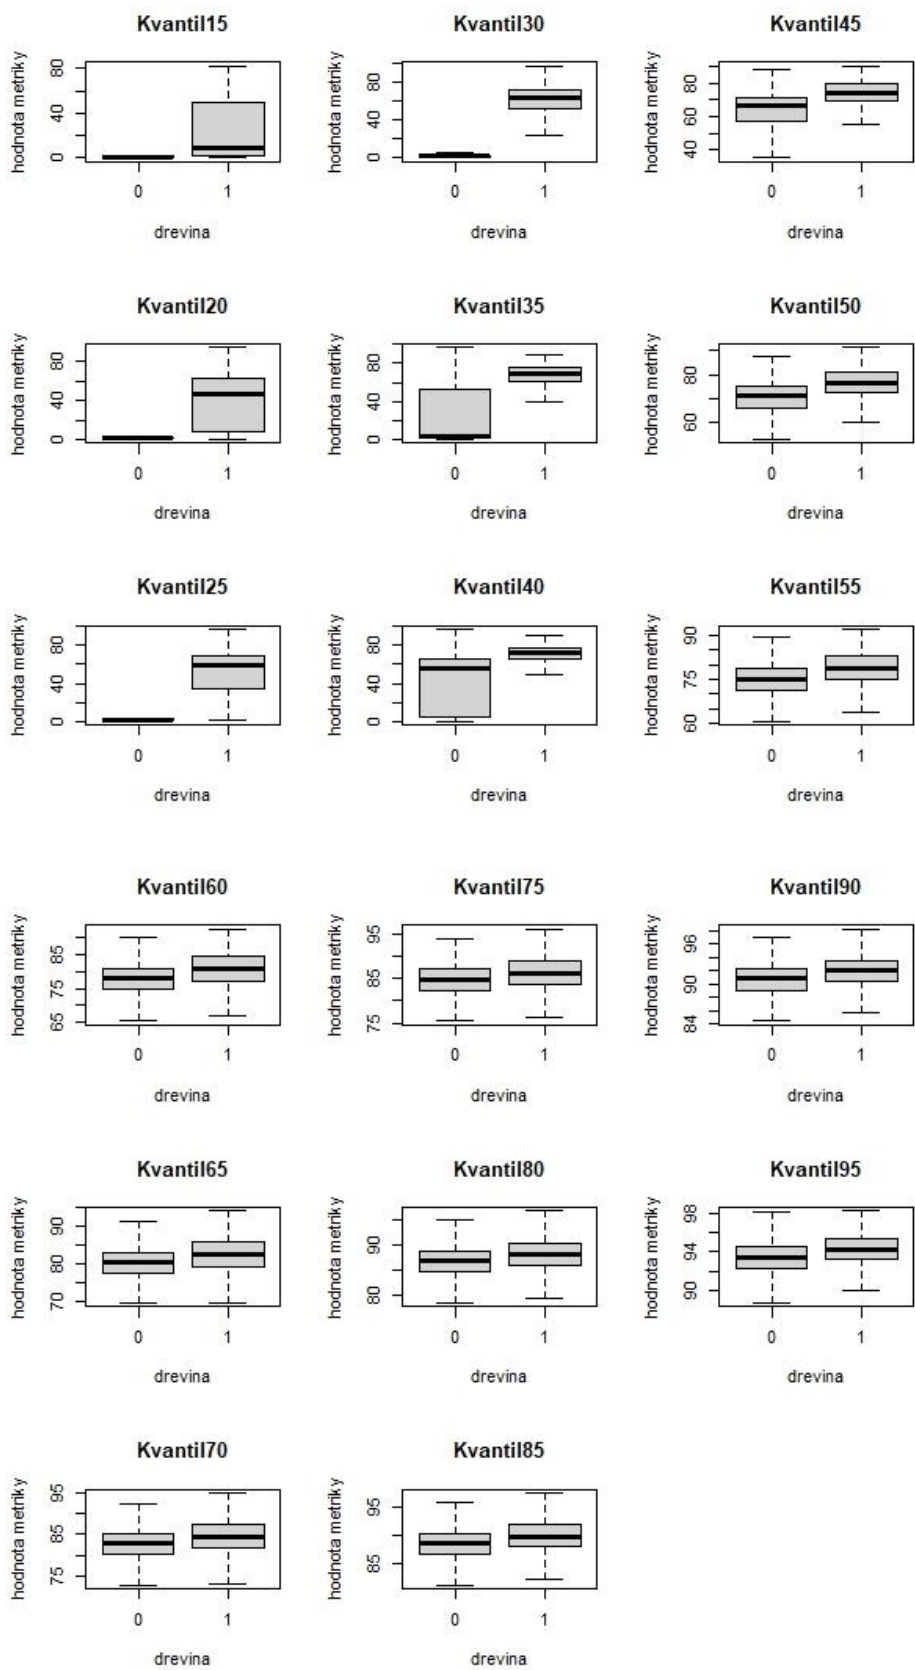 Kvantil15
hodnota metriky
0 40 80
0 1
drevina
Kvantil30
hodnota metriky
0 40 80
0 1
drevina
Kvantil45
hodnota metriky
40 60 80
0 1
drevina
Kvantil20
hodnota metriky
0 40 80
0 1
drevina
Kvantil35
hodnota metriky
0 40 80
0 1
drevina
Kvantil50
hodnota metriky
60 80
0 1
drevina
Kvantil25
hodnota metriky
0 40 80
0 1
drevina
Kvantil40
hodnota metriky
0 40 80
0 1
drevina
Kvantil55
hodnota metriky
60 75 90
0 1
drevina
Kvantil60
hodnota metriky
65 75 85
0 1
drevina
Kvantil75
hodnota metriky
75 85 95
0 1
drevina
Kvantil90
hodnota metriky
84 90 96
0 1
drevina
Kvantil65
hodnota metriky
70 80 90
0 1
drevina
Kvantil80
hodnota metriky
80 90
0 1
drevina
Kvantil95
hodnota metriky
90 94 98
0 1
drevina
Kvantil70
hodnota metriky
75 85 95
0 1
drevina
Kvantil85
hodnota metriky
85 95
0 1
drevina